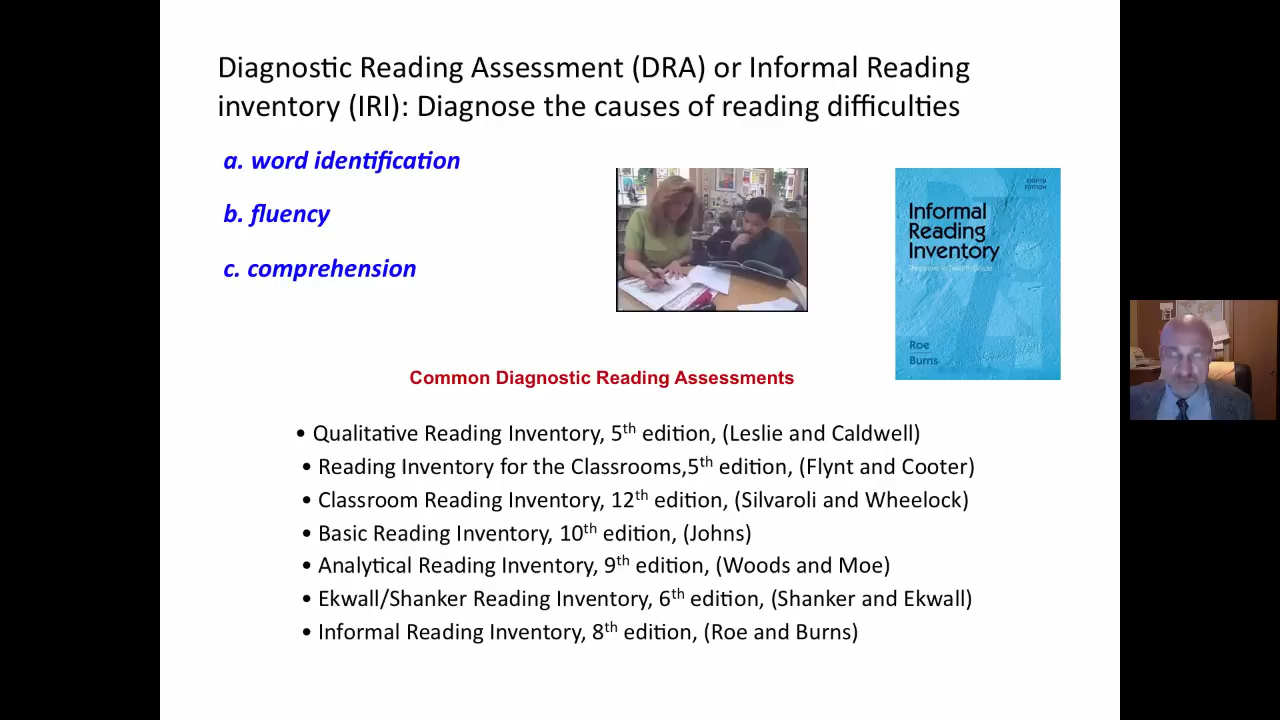 Diagnostic Reading Assessment (DRA) or Informal Reading
inventory (IRI): Diagnose the causes of reading difficulties
a. word identification
b. fluency
c. comprehension
EIGHTH
EDITION
Informal
Reading
Inventory
Roe
Burns
Common Diagnostic Reading Assessments
• Qualitative Reading Inventory, 5th edition, (Leslie and Caldwell)
• Reading Inventory for the Classrooms,5th edition, (Flynt and Cooter)
• Classroom Reading Inventory, 12th edition, (Silvaroli and Wheelock)
• Basic Reading Inventory, 10th edition, (Johns)
• Analytical Reading Inventory, 9th edition, (Woods and Moe)
• Ekwall/Shanker Reading Inventory, 6th edition, (Shanker and Ekwall)
• Informal Reading Inventory, 8th edition, (Roe and Burns)